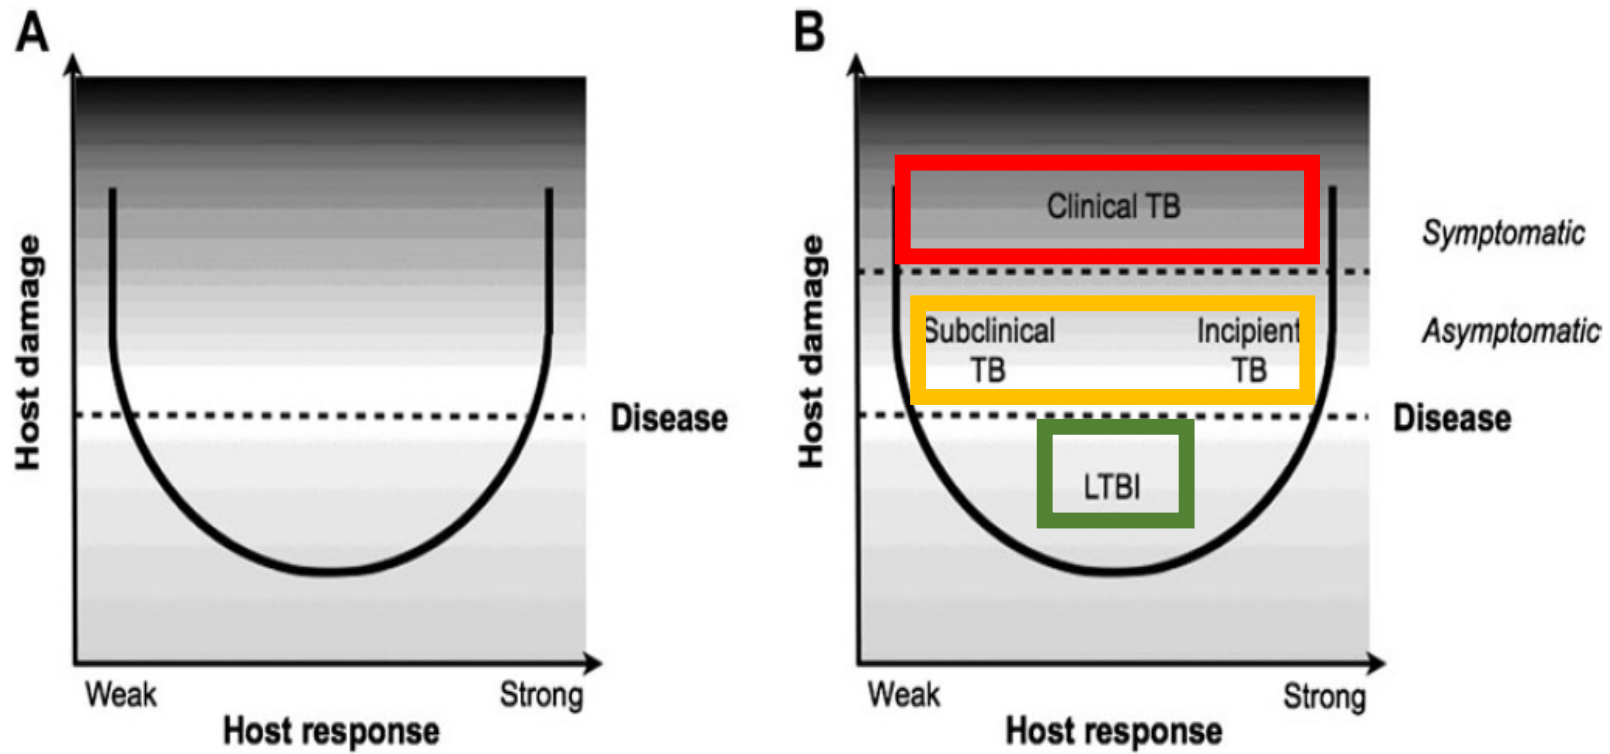 A
Host damage
Disease
Weak
Strong
Host response
B
Host damage
Clinical TB
Symptomatic
Subclinical
TB
Incipient
TB
Asymptomatic
Disease
LTBI
Weak
Strong
Host response